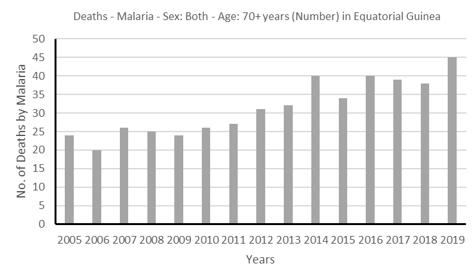 Deaths - Malaria - Sex: Both - Age: 70+ years (Number) in Equatorial Guinea
50
45
40
35
30
25
20
15
10
5
0
No. of Deaths by Malaria
2005 2006 2007 2008 2009 2010 2011 2012 2013 2014 2015 2016 2017 2018 2019
Years